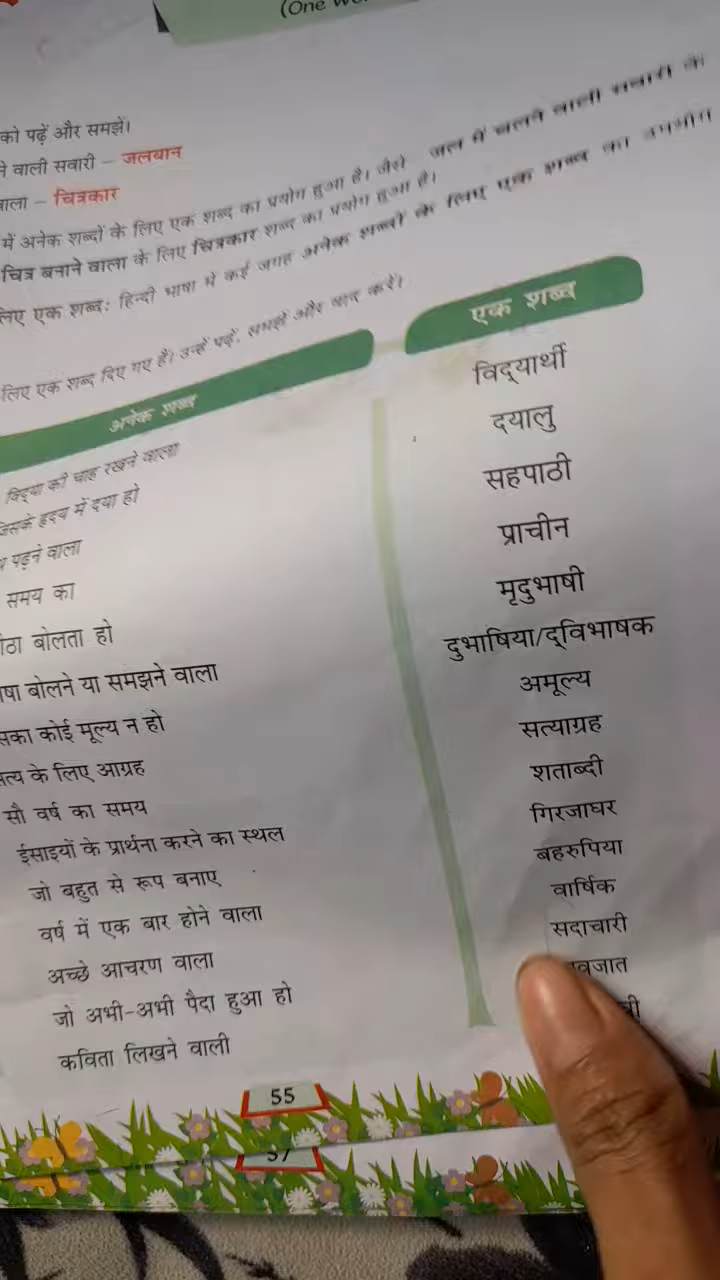 (One
को पढ़ें और समझें।
वाली सवारी – जलयान
वाला – चित्रकार
में अनेक शब्दों के लिए एक शब्द का प्रयोग हुआ है। जैसे जल में चलने वाली सवारी के
चित्र बनाने वाला के लिए चित्रकार शब्द का प्रयोग हुआ है।
लिए एक शब्द: हिन्दी भाषा में कई जगह अनेक शब्दों के लिए एक शब्द का उपयोग
लिए एक शब्द दिए गए हैं। उन्हें पढ़ें, समझें और याद करें।
अनेक शब्द एक शब्द
विद्या की चाह रखने वाला विद्यार्थी
जिसके हृदय में दया हो दयालु
पढ़ने वाला सहपाठी
समय का प्राचीन
बोलता हो मृदुभाषी
बोलने या समझने वाला दुभाषिया/द्विभाषक
कोई मूल्य न हो अमूल्य
के लिए आग्रह सत्याग्रह
सौ वर्ष का समय शताब्दी
ईसाइयों के प्रार्थना करने का स्थल गिरजाघर
जो बहुत से रूप बनाए बहरुपिया
वर्ष में एक बार होने वाला वार्षिक
अच्छे आचरण वाला सदाचारी
जो अभी-अभी पैदा हुआ हो
कविता लिखने वाली
55